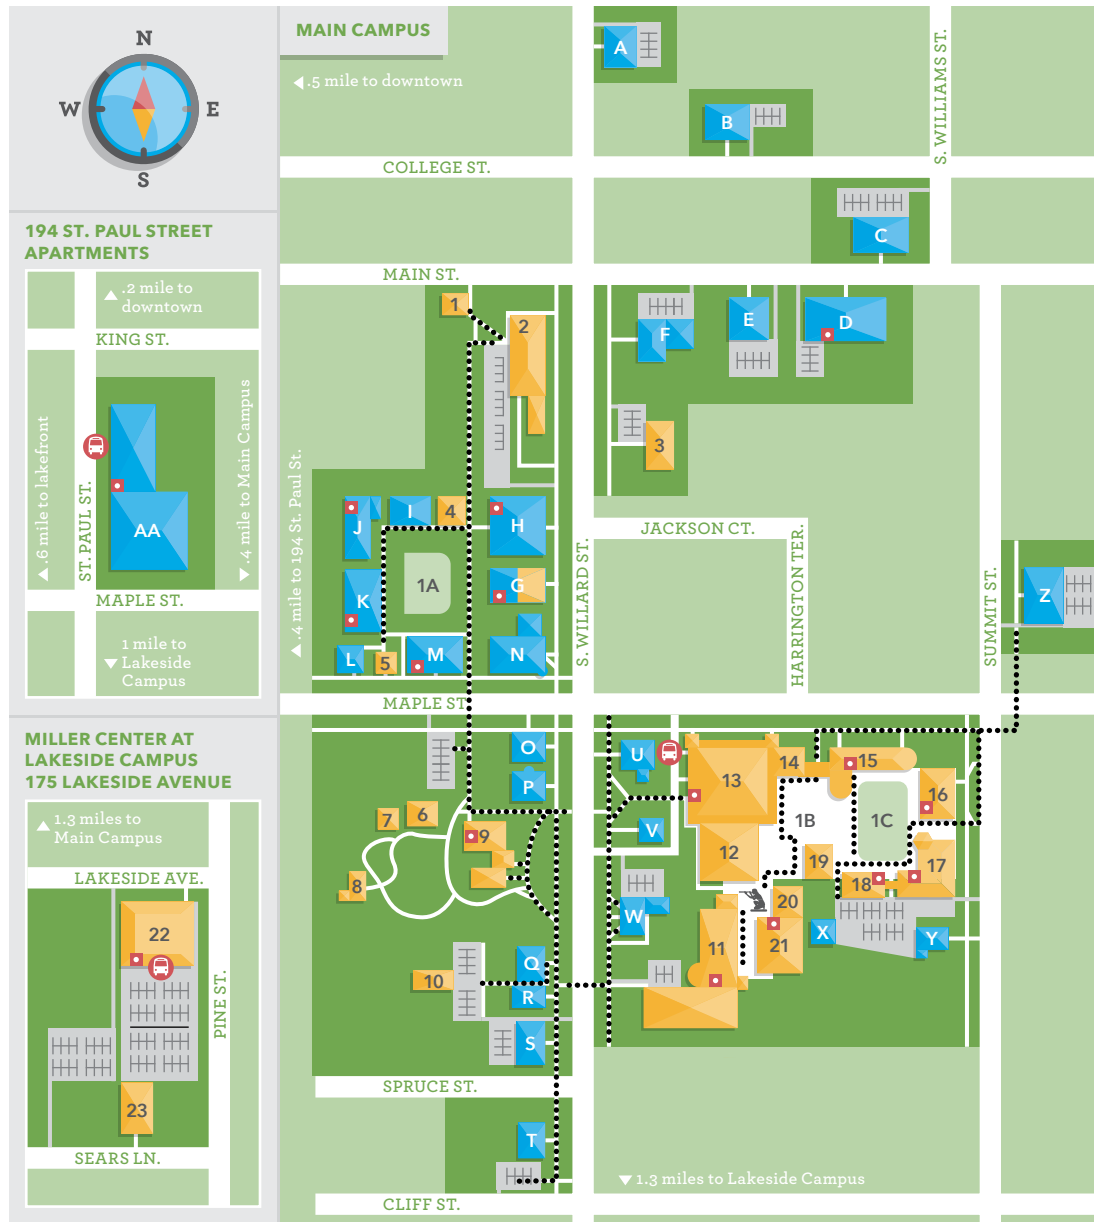 N
W
E
S
194 ST. PAUL STREET
APARTMENTS
.2 mile to
downtown
KING ST.
.6 mile to lakefront
ST. PAUL ST.
AA
.4 mile to Main Campus
MAPLE ST.
1 mile to
Lakeside
Campus
MILLER CENTER AT
LAKESIDE CAMPUS
175 LAKESIDE AVENUE
1.3 miles to
Main Campus
LAKESIDE AVE.
22
PINE ST.
23
SEARS LN.
MAIN CAMPUS
.5 mile to downtown
A
S. WILLIAMS ST.
B
COLLEGE ST.
C
MAIN ST.
1
2
F
E
D
3
.4 mile to 194 St. Paul St.
J
I
4
H
JACKSON CT.
1A
G
K
S. WILLARD ST.
HARRINGTON TER.
SUMMIT ST.
Z
L
5
M
N
MAPLE ST.
O
U
13
14
15
P
16
7
6
9
V
1B
1C
12
19
17
8
18
W
20
X
Y
11
21
10
Q
R
S
SPRUCE ST.
T
1.3 miles to Lakeside Campus
CLIFF ST.